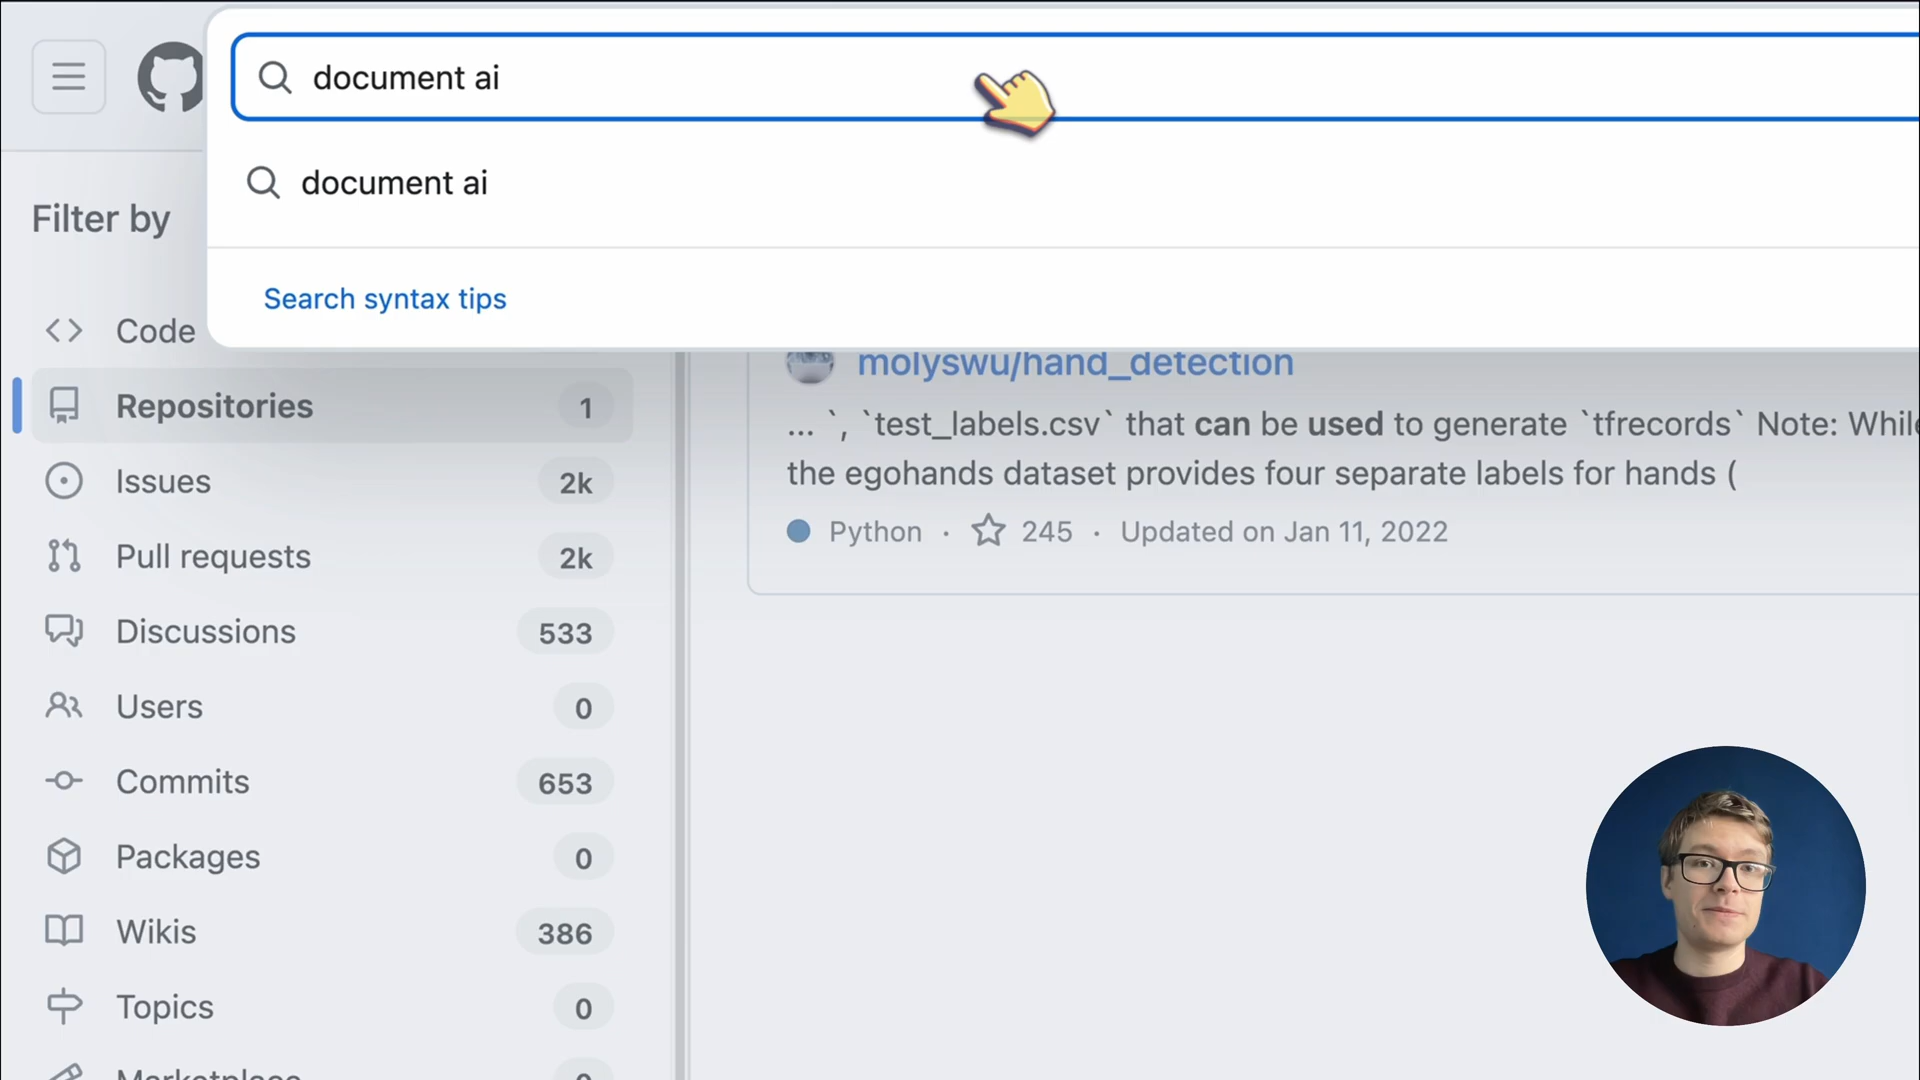 document ai
document ai
Search syntax tips
Filter by
Code
Repositories 1
Issues 2k
Pull requests 2k
Discussions 533
Users 0
Commits 653
Packages 0
Wikis 386
Topics 0
Marketplace 0
molyswu/hand_detection
... `, `test_labels.csv` that can be used to generate `tfrecords` Note: While
the egohands dataset provides four separate labels for hands (
Python · 245 · Updated on Jan 11, 2022